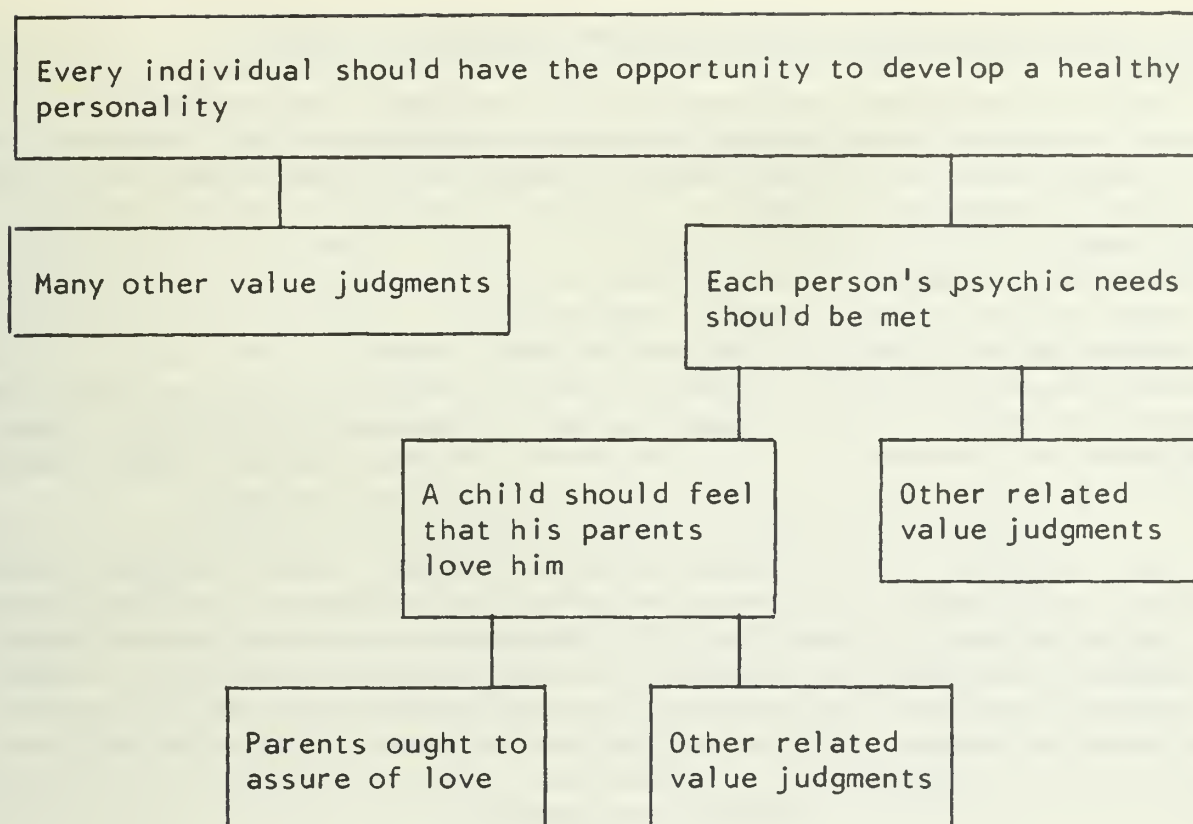 Every individual should have the opportunity to develop a healthy
personality
Many other value judgments
Each person's psychic needs
should be met
A child should feel
that his parents
love him
Other related
value judgments
Parents ought to
assure of love
Other related
value judgments